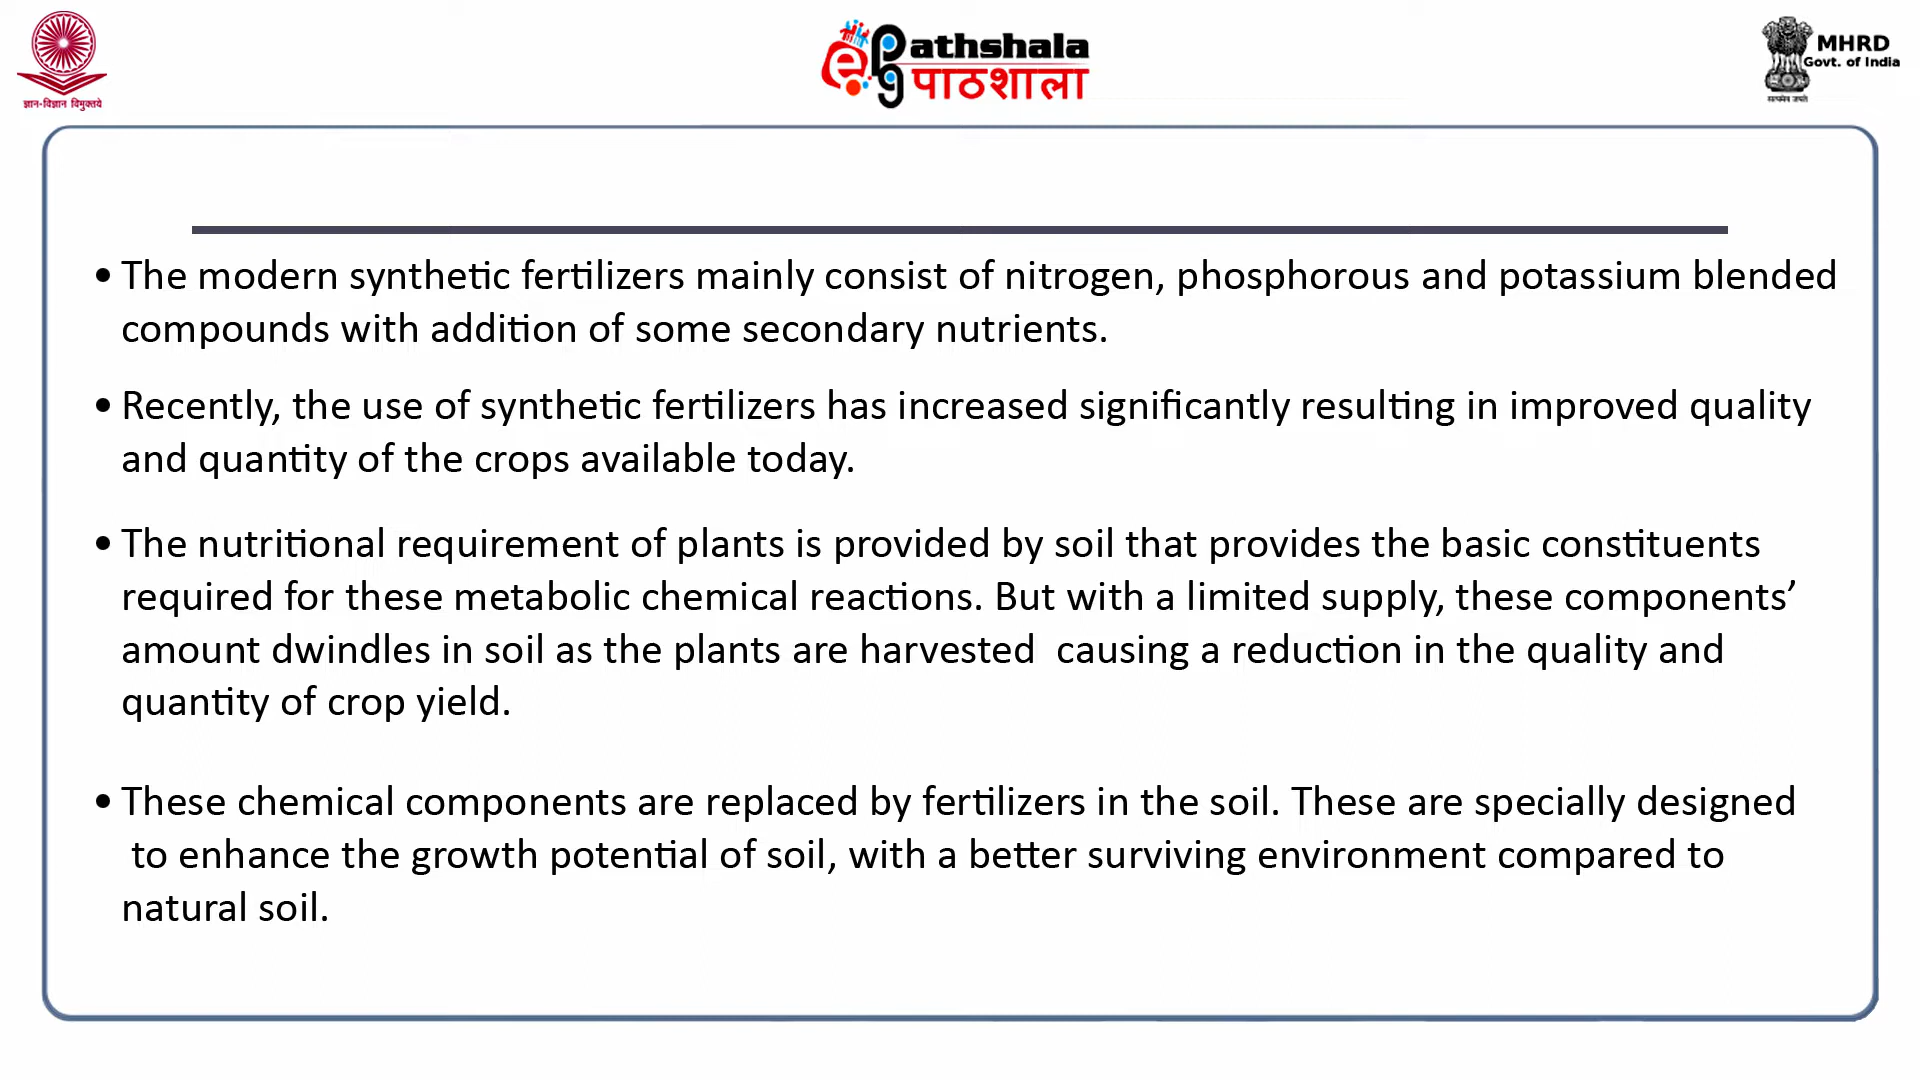 ज्ञान-विज्ञान विमुक्तये
ePathshala
पाठशाला
MHRD
Govt. of India
सत्यमेव जयते
• The modern synthetic fertilizers mainly consist of nitrogen, phosphorous and potassium blended
compounds with addition of some secondary nutrients.
• Recently, the use of synthetic fertilizers has increased significantly resulting in improved quality
and quantity of the crops available today.
• The nutritional requirement of plants is provided by soil that provides the basic constituents
required for these metabolic chemical reactions. But with a limited supply, these components’
amount dwindles in soil as the plants are harvested  causing a reduction in the quality and
quantity of crop yield.
• These chemical components are replaced by fertilizers in the soil. These are specially designed
to enhance the growth potential of soil, with a better surviving environment compared to
natural soil.